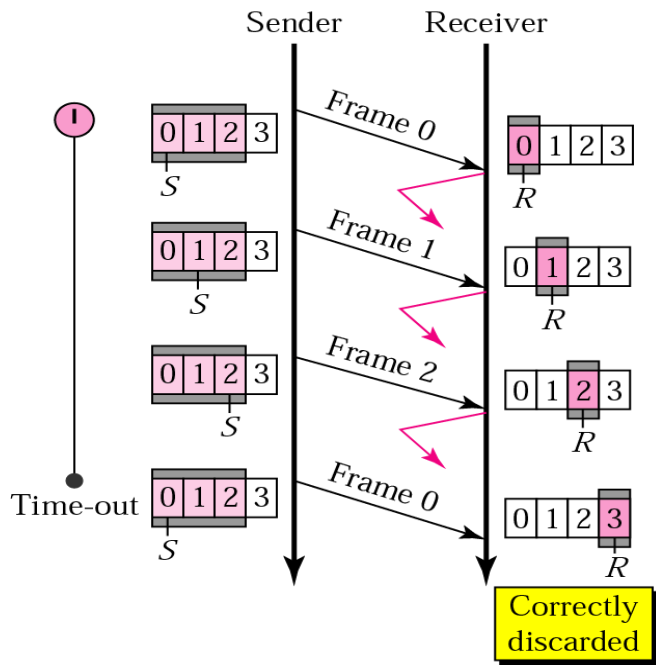 Sender Receiver
Frame 0
0 1 2 3
S
0 1 2 3
R
Frame 1
0 1 2 3
S
0 1 2 3
R
Frame 2
0 1 2 3
S
0 1 2 3
R
Time-out
Frame 0
0 1 2 3
S
0 1 2 3
R
Correctly
discarded